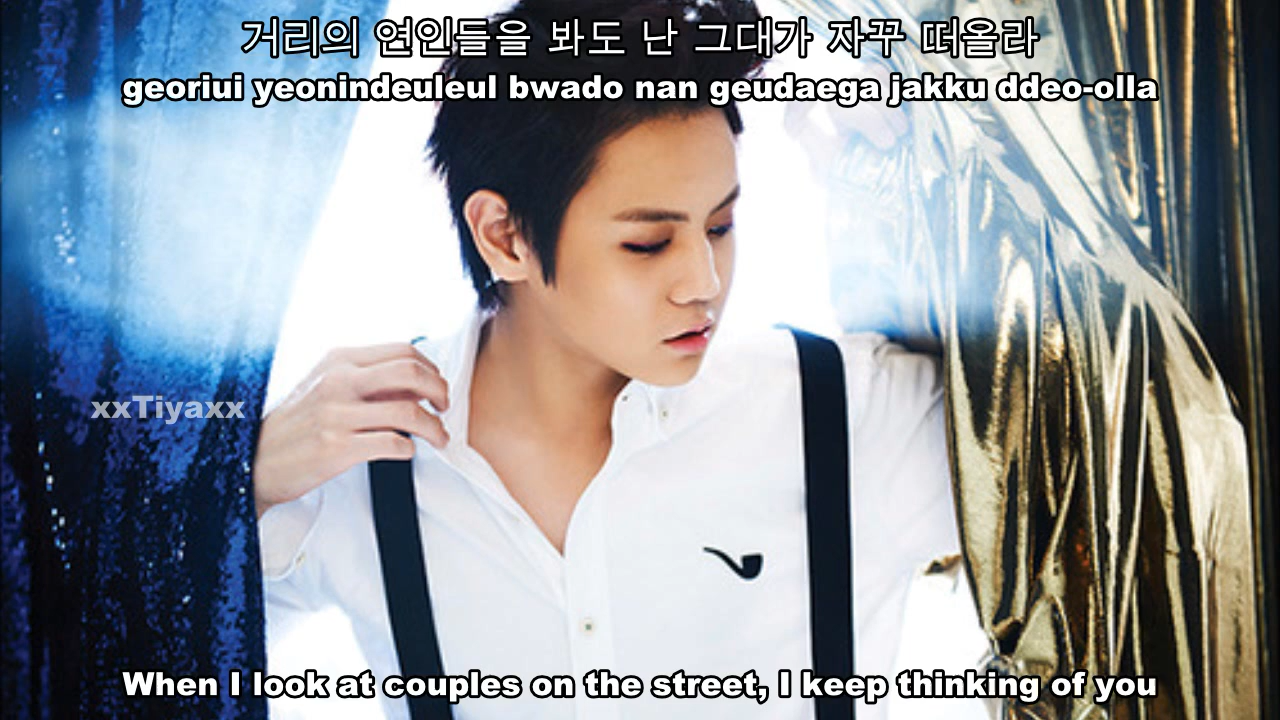 거리의 연인들을 봐도 난 그대가 자꾸 떠올라
georiui yeonindeuleul bwado nan geudaega jakku ddeo-olla
xxTiyaxx
When I look at couples on the street, I keep thinking of you